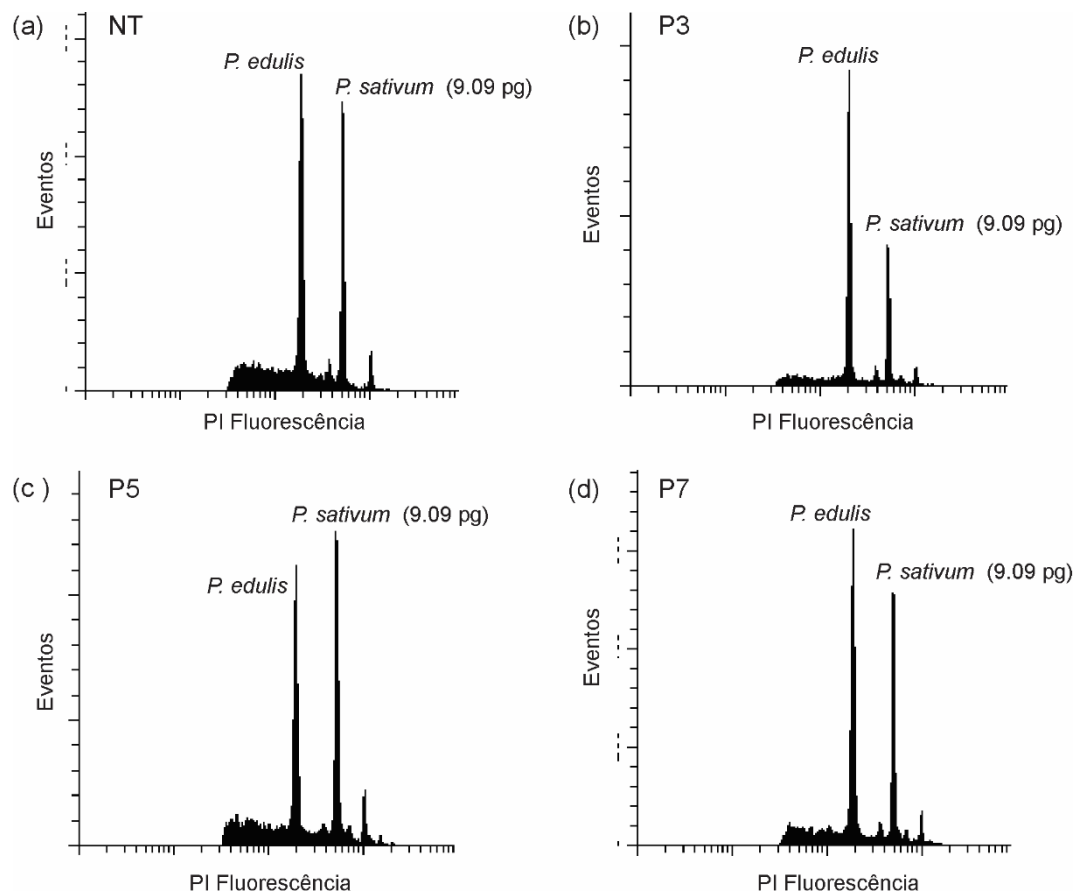 (a) NT
P. edulis
P. sativum (9.09 pg)
Eventos
PI Fluorescência
(b) P3
P. edulis
P. sativum (9.09 pg)
Eventos
PI Fluorescência
(c ) P5
P. sativum (9.09 pg)
P. edulis
Eventos
PI Fluorescência
(d) P7
P. edulis
P. sativum (9.09 pg)
Eventos
PI Fluorescência